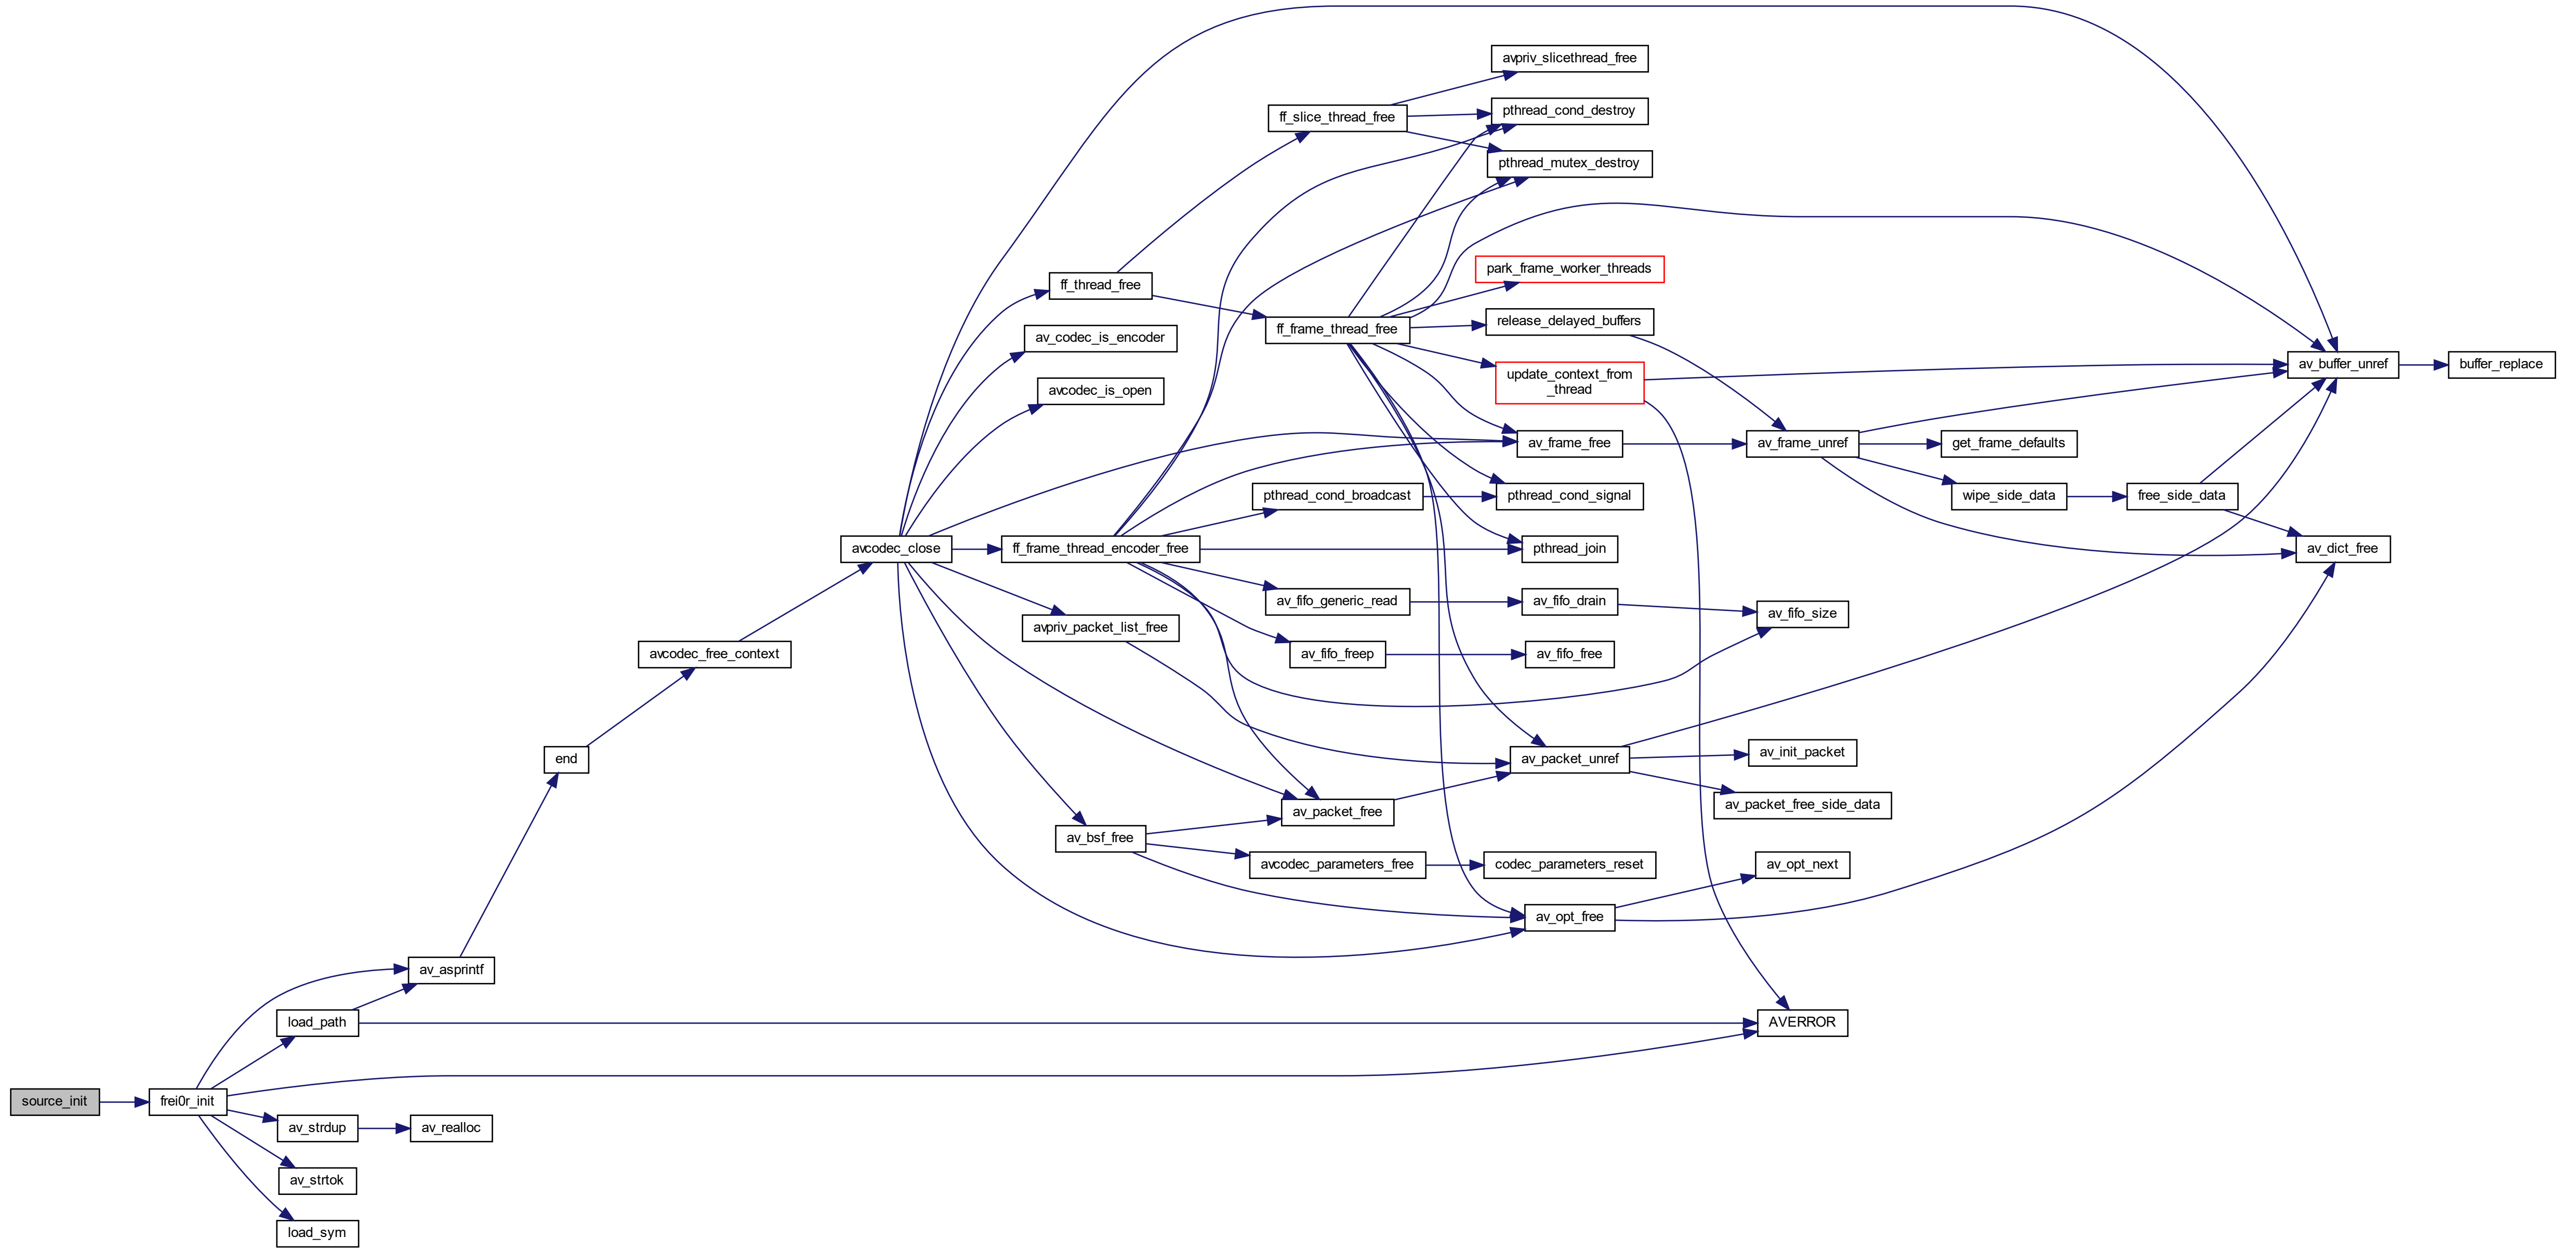 avpriv_slicethread_free
ff_slice_thread_free
pthread_cond_destroy
pthread_mutex_destroy
park_frame_worker_threads
ff_thread_free
release_delayed_buffers
ff_frame_thread_free
av_codec_is_encoder
av_buffer_unref
buffer_replace
update_context_from
_thread
avcodec_is_open
av_frame_free
av_frame_unref
get_frame_defaults
pthread_cond_broadcast
pthread_cond_signal
wipe_side_data
free_side_data
avcodec_close
ff_frame_thread_encoder_free
pthread_join
av_dict_free
av_fifo_generic_read
av_fifo_drain
av_fifo_size
avpriv_packet_list_free
avcodec_free_context
av_fifo_freep
av_fifo_free
end
av_packet_unref
av_init_packet
av_packet_free_side_data
av_packet_free
av_bsf_free
avcodec_parameters_free
codec_parameters_reset
av_opt_next
av_opt_free
av_asprintf
load_path
AVERROR
source_init
frei0r_init
av_strdup
av_realloc
av_strtok
load_sym